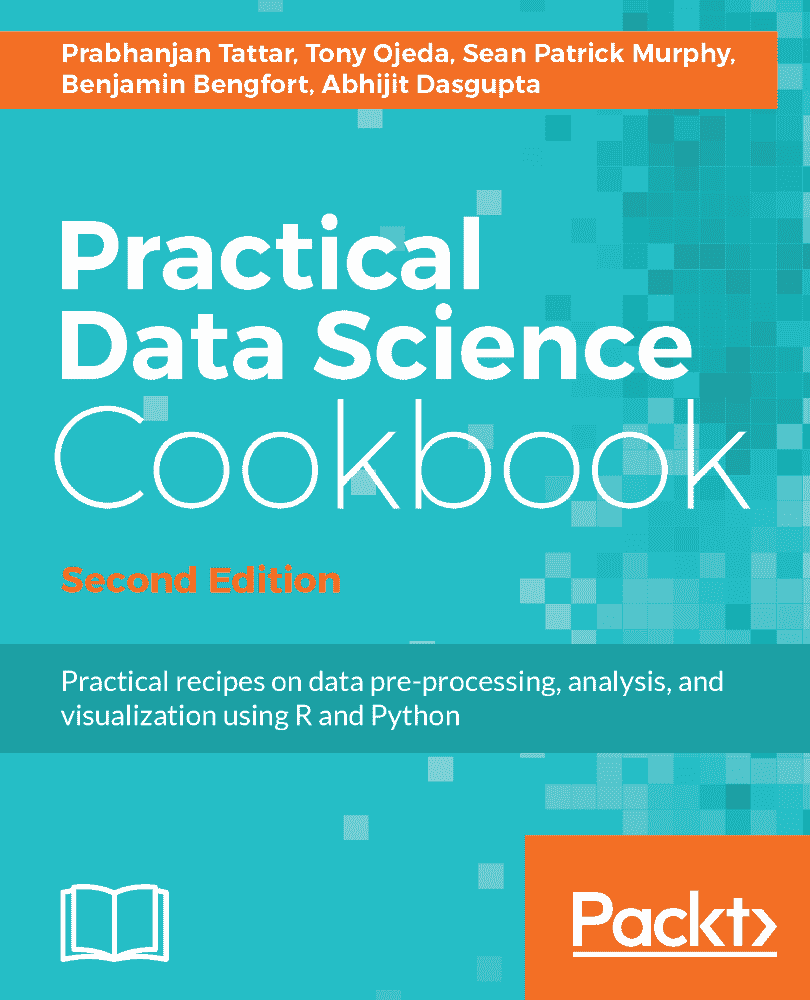 Prabhanjan Tattar, Tony Ojeda, Sean Patrick Murphy,
Benjamin Bengfort, Abhijit Dasgupta
Practical
Data Science
Cookbook
Second Edition
Practical recipes on data pre-processing, analysis, and
visualization using R and Python
Packt>